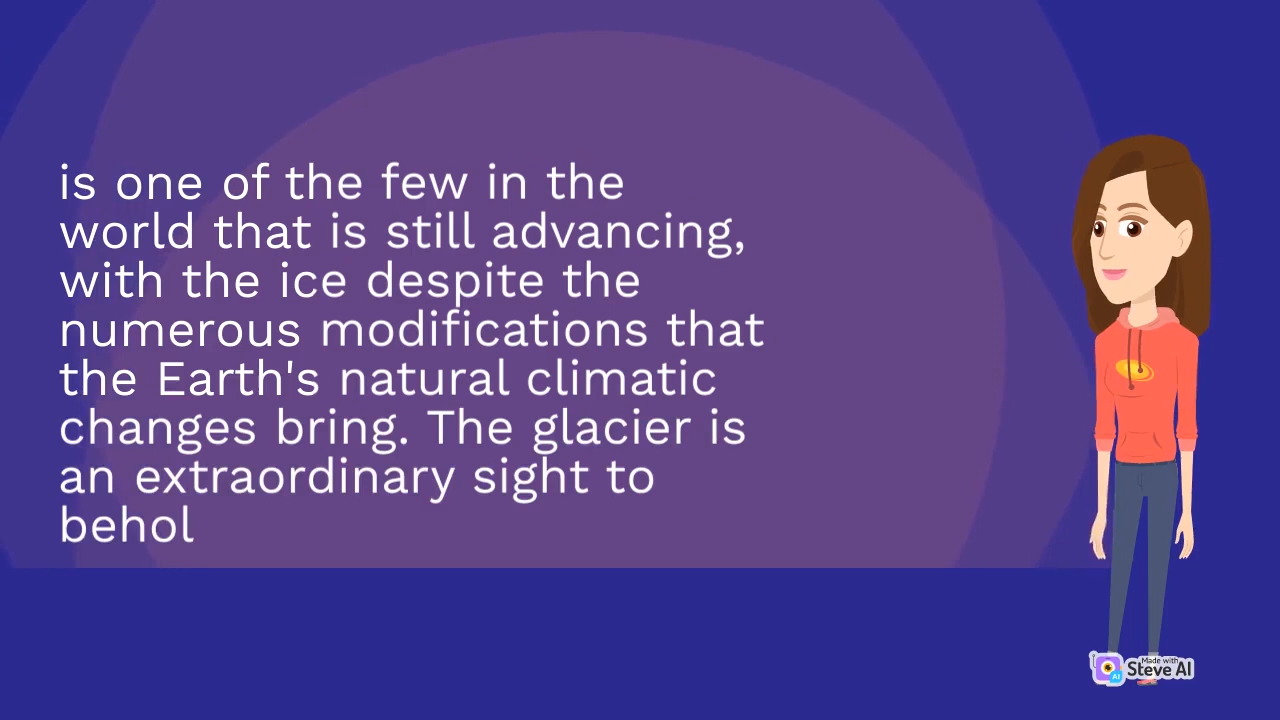 is one of the few in the
world that is still advancing,
with the ice despite the
numerous modifications that
the Earth's natural climatic
changes bring. The glacier is
an extraordinary sight to
behol
Made with
Steve AI
AI